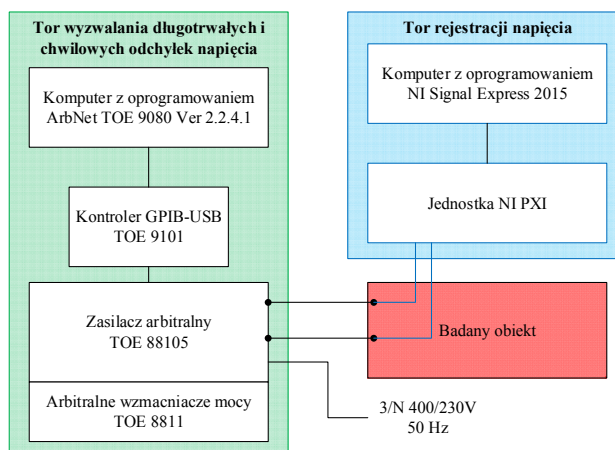 Tor wyzwalania długotrwałych i
chwilowych odchyłek napięcia
Komputer z oprogramowaniem
ArbNet TOE 9080 Ver 2.2.4.1
Kontroler GPIB-USB
TOE 9101
Zasilacz arbitralny
TOE 88105
Arbitralne wzmacniacze mocy
TOE 8811
Tor rejestracji napięcia
Komputer z oprogramowaniem
NI Signal Express 2015
Jednostka NI PXI
Badany obiekt
3/N 400/230V
50 Hz